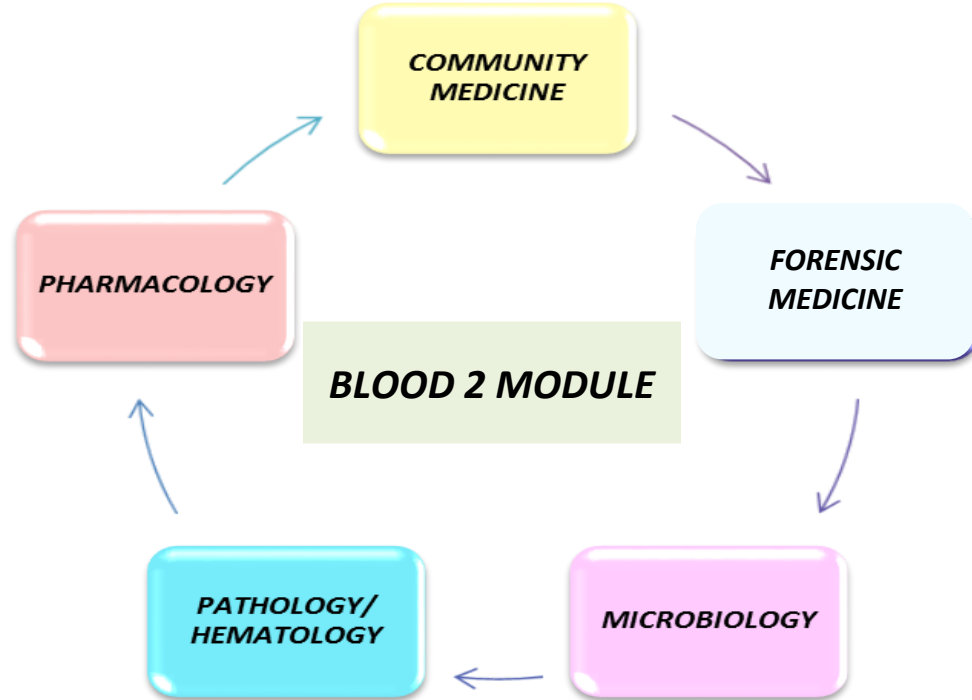 COMMUNITY
MEDICINE
FORENSIC
MEDICINE
PHARMACOLOGY
BLOOD 2 MODULE
PATHOLOGY/
HEMATOLOGY
MICROBIOLOGY